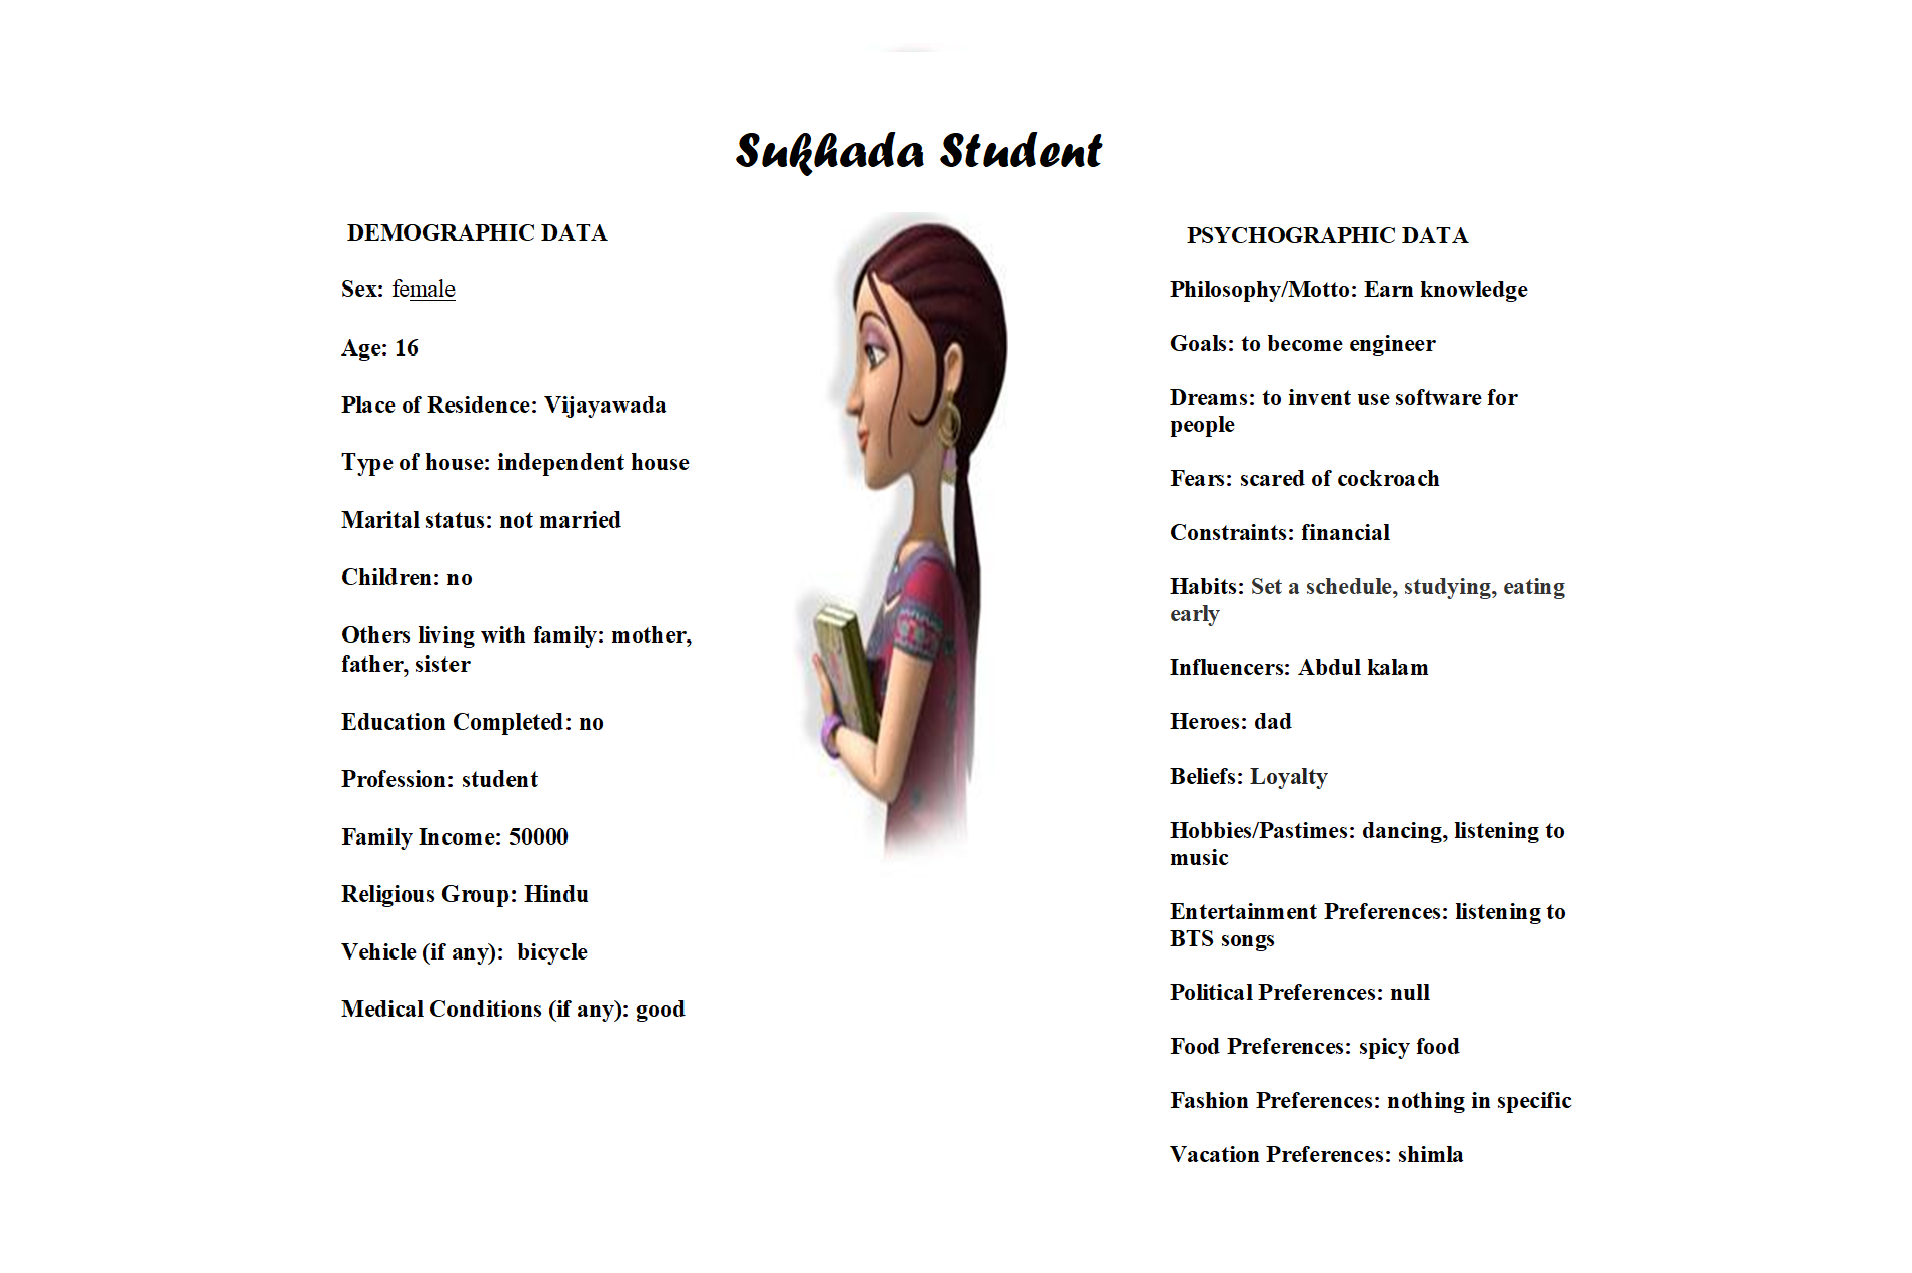 Sukhada Student
DEMOGRAPHIC DATA
Sex: female
Age: 16
Place of Residence: Vijayawada
Type of house: independent house
Marital status: not married
Children: no
Others living with family: mother,
father, sister
Education Completed: no
Profession: student
Family Income: 50000
Religious Group: Hindu
Vehicle (if any): bicycle
Medical Conditions (if any): good
PSYCHOGRAPHIC DATA
Philosophy/Motto: Earn knowledge
Goals: to become engineer
Dreams: to invent use software for
people
Fears: scared of cockroach
Constraints: financial
Habits: Set a schedule, studying, eating
early
Influencers: Abdul kalam
Heroes: dad
Beliefs: Loyalty
Hobbies/Pastimes: dancing, listening to
music
Entertainment Preferences: listening to
BTS songs
Political Preferences: null
Food Preferences: spicy food
Fashion Preferences: nothing in specific
Vacation Preferences: shimla